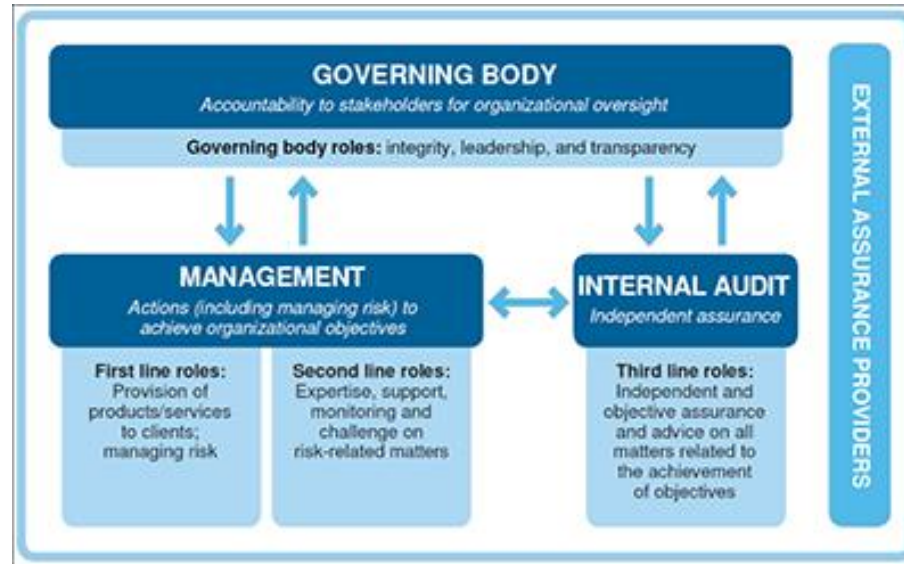 GOVERNING BODY
Accountability to stakeholders for organizational oversight
Governing body roles: integrity, leadership, and transparency
MANAGEMENT
Actions (including managing risk) to
achieve organizational objectives
First line roles:
Provision of
products/services
to clients;
managing risk
Second line roles:
Expertise, support,
monitoring and
challenge on
risk-related matters
INTERNAL AUDIT
Independent assurance
Third line roles:
Independent and
objective assurance
and advice on all
matters related to
the achievement
of objectives
EXTERNAL ASSURANCE PROVIDERS